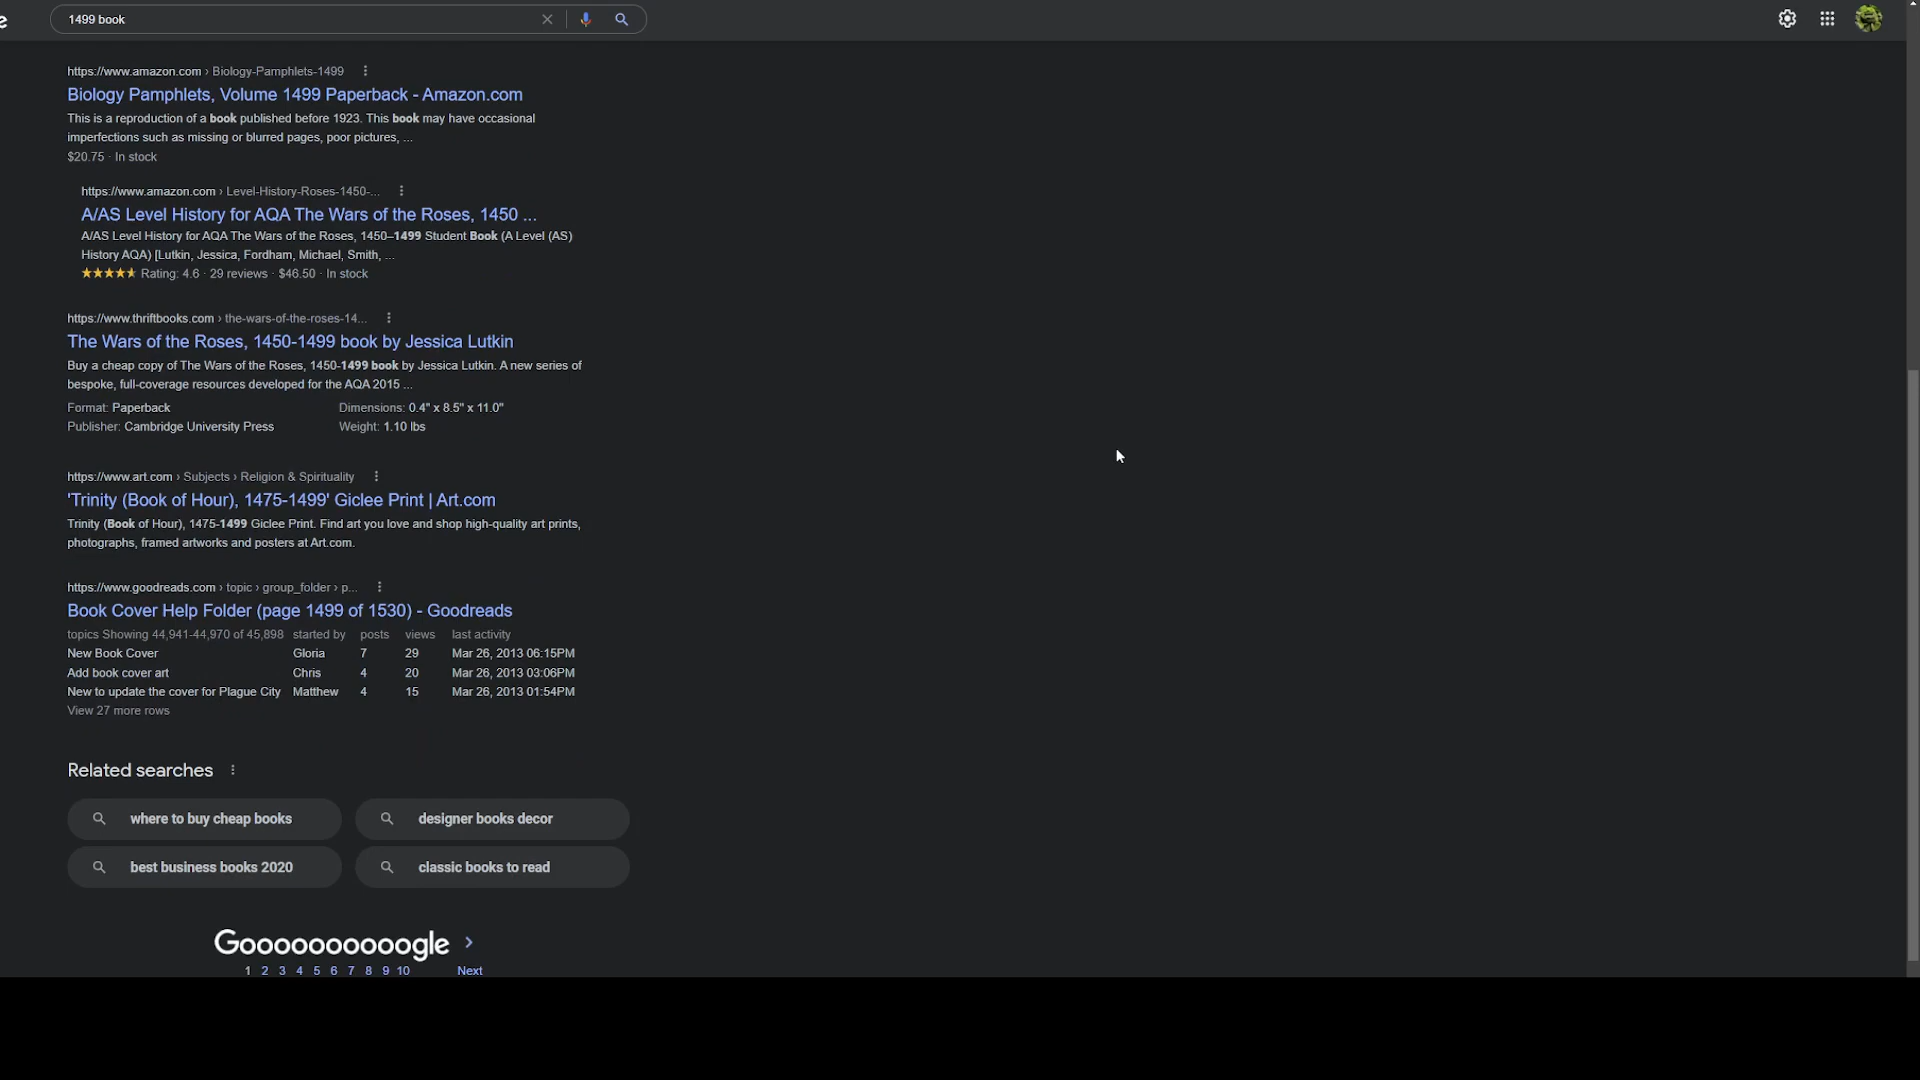 e
1499 book
https://www.amazon.com › Biology-Pamphlets-1499
Biology Pamphlets, Volume 1499 Paperback - Amazon.com
This is a reproduction of a book published before 1923. This book may have occasional
imperfections such as missing or blurred pages, poor pictures, ...
$20.75 · In stock
https://www.amazon.com › Level-History-Roses-1450-...
A/AS Level History for AQA The Wars of the Roses, 1450 ...
A/AS Level History for AQA The Wars of the Roses, 1450–1499 Student Book (A Level (AS)
History AQA) [Lutkin, Jessica, Fordham, Michael, Smith, ...
Rating: 4.6 · 29 reviews · $46.50 · In stock
https://www.thriftbooks.com › the-wars-of-the-roses-14...
The Wars of the Roses, 1450-1499 book by Jessica Lutkin
Buy a cheap copy of The Wars of the Roses, 1450-1499 book by Jessica Lutkin. A new series of
bespoke, full-coverage resources developed for the AQA 2015 ...
Format: Paperback Dimensions: 0.4" x 8.5" x 11.0"
Publisher: Cambridge University Press Weight: 1.10 lbs
https://www.art.com › Subjects › Religion & Spirituality
'Trinity (Book of Hour), 1475-1499' Giclee Print | Art.com
Trinity (Book of Hour), 1475-1499 Giclee Print. Find art you love and shop high-quality art prints,
photographs, framed artworks and posters at Art.com.
https://www.goodreads.com › topic › group_folder › p...
Book Cover Help Folder (page 1499 of 1530) - Goodreads
topics Showing 44,941-44,970 of 45,898 started by posts views last activity
New Book Cover Gloria 7 29 Mar 26, 2013 06:15PM
Add book cover art Chris 4 20 Mar 26, 2013 03:06PM
New to update the cover for Plague City Matthew 4 15 Mar 26, 2013 01:54PM
View 27 more rows
Related searches
where to buy cheap books designer books decor
best business books 2020 classic books to read
Goooooooooogle >
1 2 3 4 5 6 7 8 9 10 Next